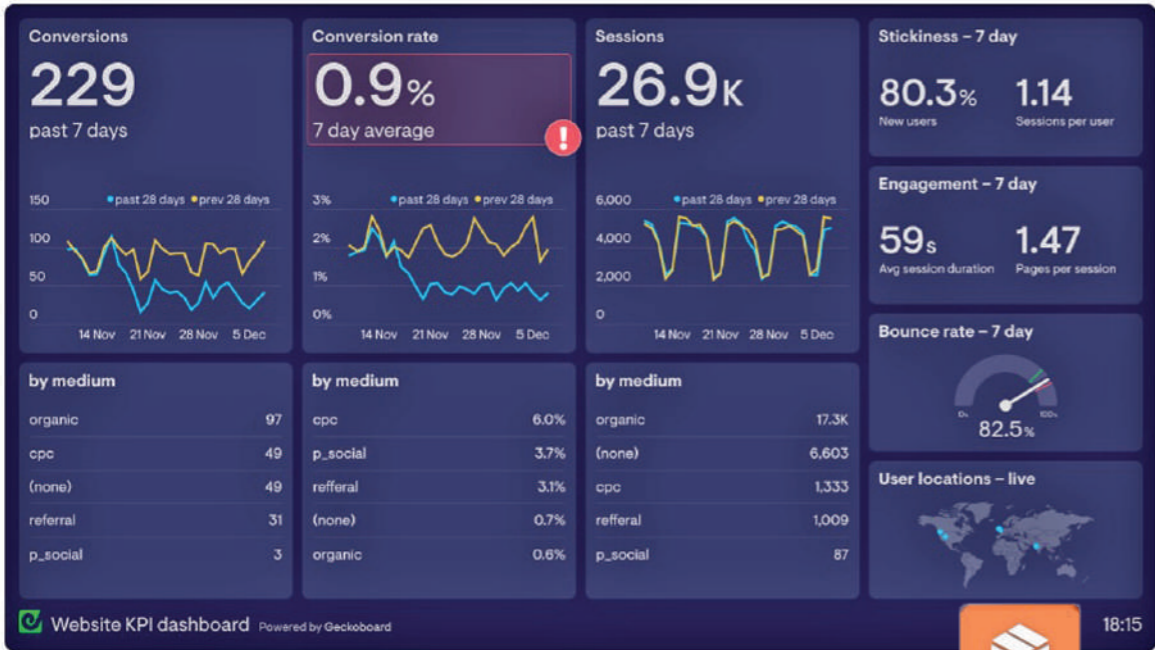 Conversions
229
past 7 days
150
past 28 days prev 28 days
100
50
0
14 Nov 21 Nov 28 Nov 5 Dec
Conversion rate
0.9%
7 day average
!
3%
past 28 days prev 28 days
2%
1%
0%
14 Nov 21 Nov 28 Nov 5 Dec
Sessions
26.9K
past 7 days
6,000
past 28 days prev 28 days
4,000
2,000
0
14 Nov 21 Nov 28 Nov 5 Dec
Stickiness – 7 day
80.3% 1.14
New users Sessions per user
Engagement – 7 day
59s 1.47
Avg session duration Pages per session
Bounce rate – 7 day
0% 100%
82.5%
User locations – live
by medium
organic 97
cpc 49
(none) 49
referral 31
p_social 3
by medium
cpc 6.0%
p_social 3.7%
refferal 3.1%
(none) 0.7%
organic 0.6%
by medium
organic 17.3K
(none) 6,603
cpc 1,333
refferal 1,009
p_social 87
Website KPI dashboard Powered by Geckoboard
18:15